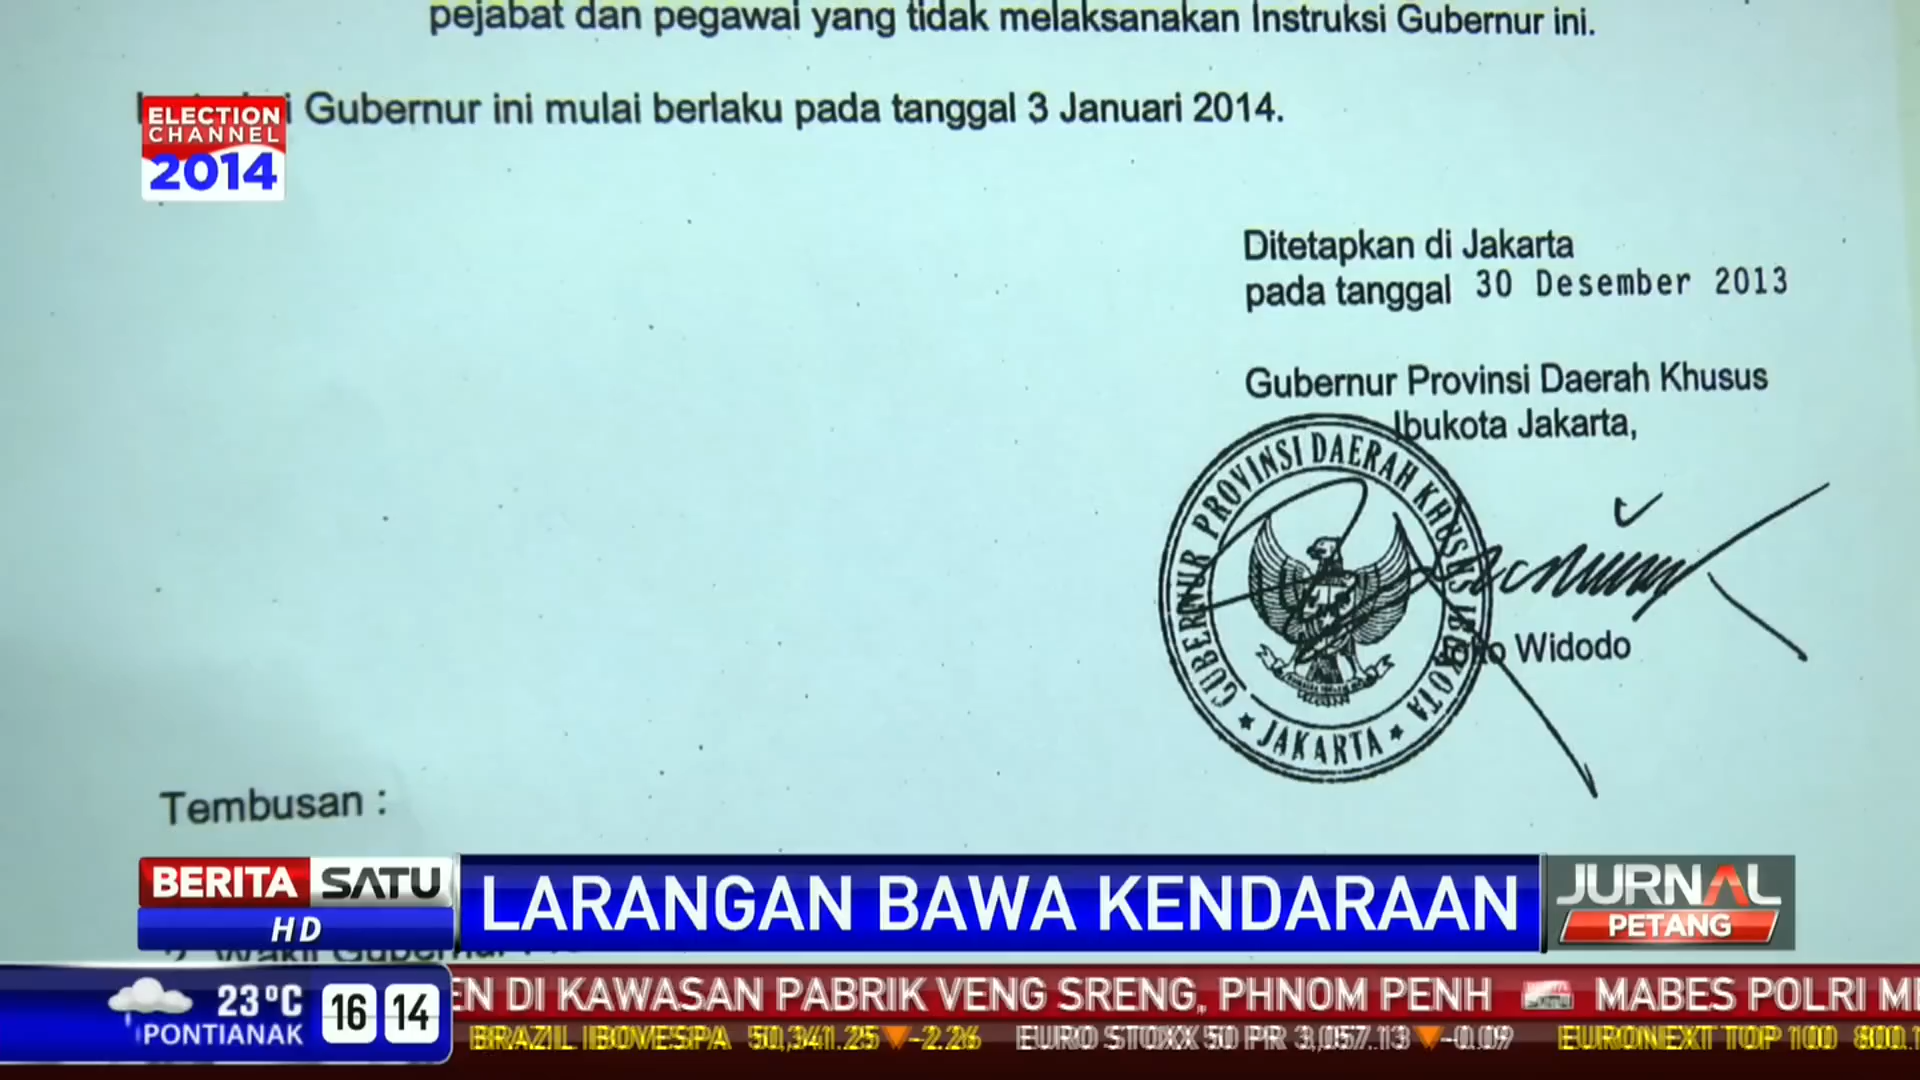 pejabat dan pegawai yang tidak melaksanakan Instruksi Gubernur ini.
Gubernur ini mulai berlaku pada tanggal 3 Januari 2014.
ELECTION
CHANNEL
2014
Ditetapkan di Jakarta
pada tanggal 30 Desember 2013
Gubernur Provinsi Daerah Khusus
Ibukota Jakarta,
GUBERNUR PROVINSI DAERAH KHUSUS IBUKOTA
JAKARTA
Widodo
Tembusan :
BERITA SATU
HD
LARANGAN BAWA KENDARAAN
JURNAL
PETANG
2. Wakil Gubernur
23°C
PONTIANAK
16 14
EN DI KAWASAN PABRIK VENG SRENG, PHNOM PENH MABES POLRI
BRAZIL IBOVESPA 50,341.25 -2.26 EURO STOXX 50 PR 3,057.13 -0.09 EURONEXT TOP 100